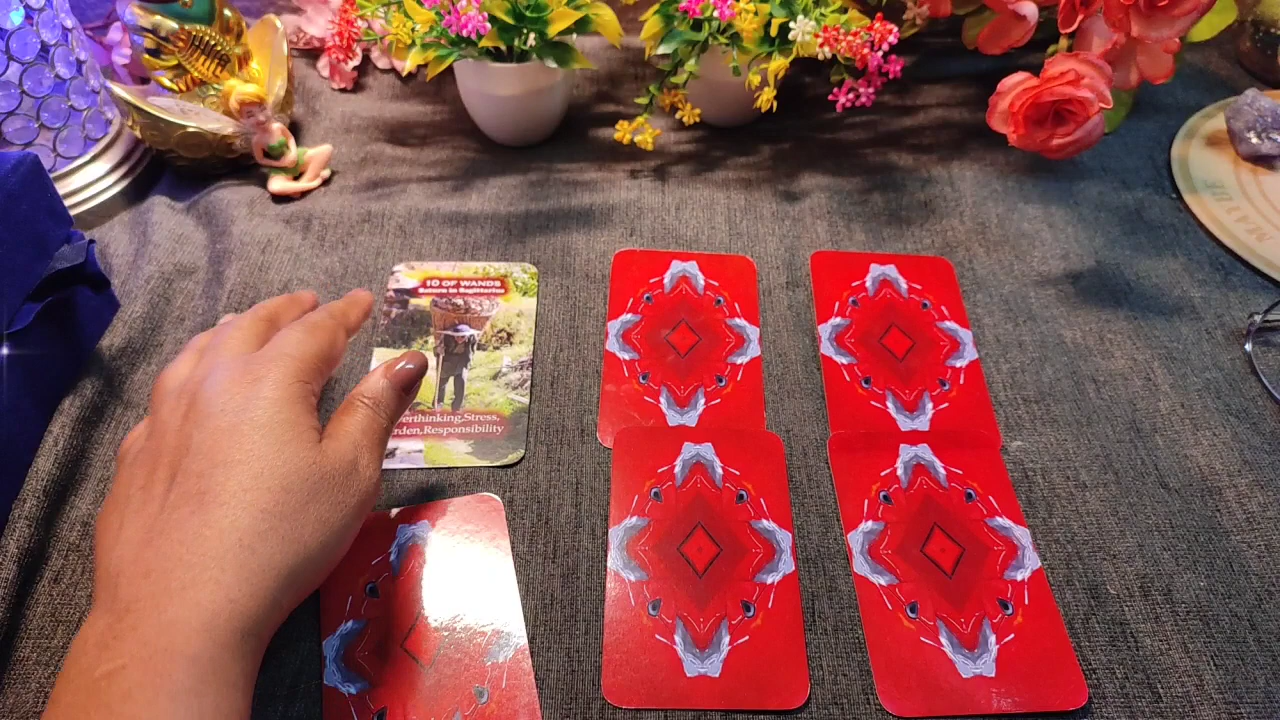 10 OF WANDS
Saturn in Sagittarius
erthinking,Stress,
rden,Responsibility